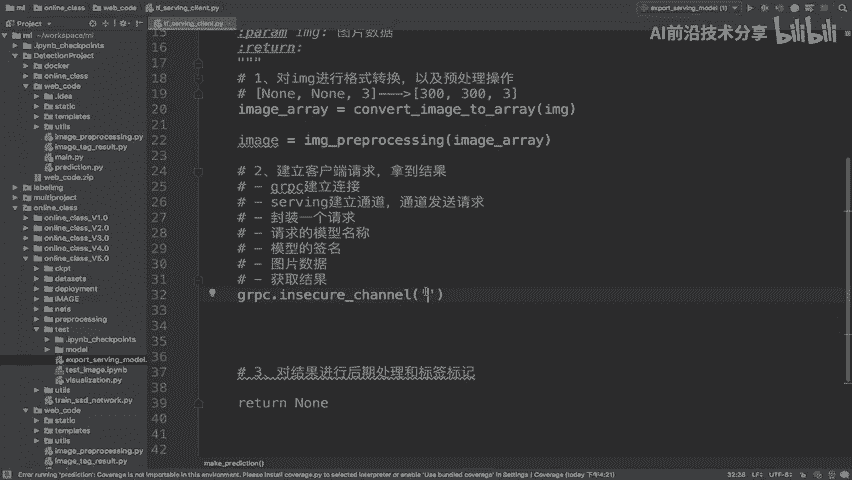 ml online_class web_code tf_serving_client.py
export_serving_model (1)
Project
tf_serving_client.py
AI前沿技术分享 bilibili
ml ~/workspace/ml
.ipynb_checkpoints
DetectionProject
docker
online_class
web_code
.idea
static
templates
utils
image_preprocessing.py
image_tag_result.py
main.py
prediction.py
web_code.zip
labelimg
multiproject
online_class
online_class_V1.0
online_class_V2.0
online_class_V3.0
online_class_V4.0
online_class_V5.0
ckpt
datasets
deployment
IMAGE
nets
preprocessing
test
.ipynb_checkpoints
model
export_serving_model.
test_image.ipynb
visualization.py
utils
train_ssd_network.py
web_code
static
templates
utils
image_preprocessing.py
image_tag_result.py
15 :param img: 图片数据
16 :return:
17 """
18 # 1、对img进行格式转换，以及预处理操作
19 # [None, None, 3]--->[300, 300, 3]
20 image_array = convert_image_to_array(img)
21
22 image = img_preprocessing(image_array)
23
24 # 2、建立客户端请求，拿到结果
25 # - grpc建立连接
26 # - serving建立通道，通道发送请求
27 # - 封装一个请求
28 # - 请求的模型名称
29 # - 模型的签名
30 # - 图片数据
31 # - 获取结果
32 grpc.insecure_channel('')
33
34
35
36
37 # 3、对结果进行后期处理和标签标记
38
39 return None
40
41
42
make_prediction()
Error running 'prediction': Coverage is not importable in this environment. Please install coverage.py to selected interpreter or enable 'Use bundled coverage' in Settings | Coverage (today 下午4:21)
32:28 LF: UTF-8: